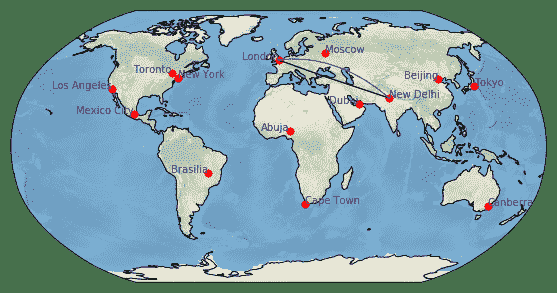 Moscow
London
Toronto
New York
Beijing
Tokyo
Los Angeles
New Delhi
Dubai
Mexico City
Abuja
Brasilia
Cape Town
Canberra